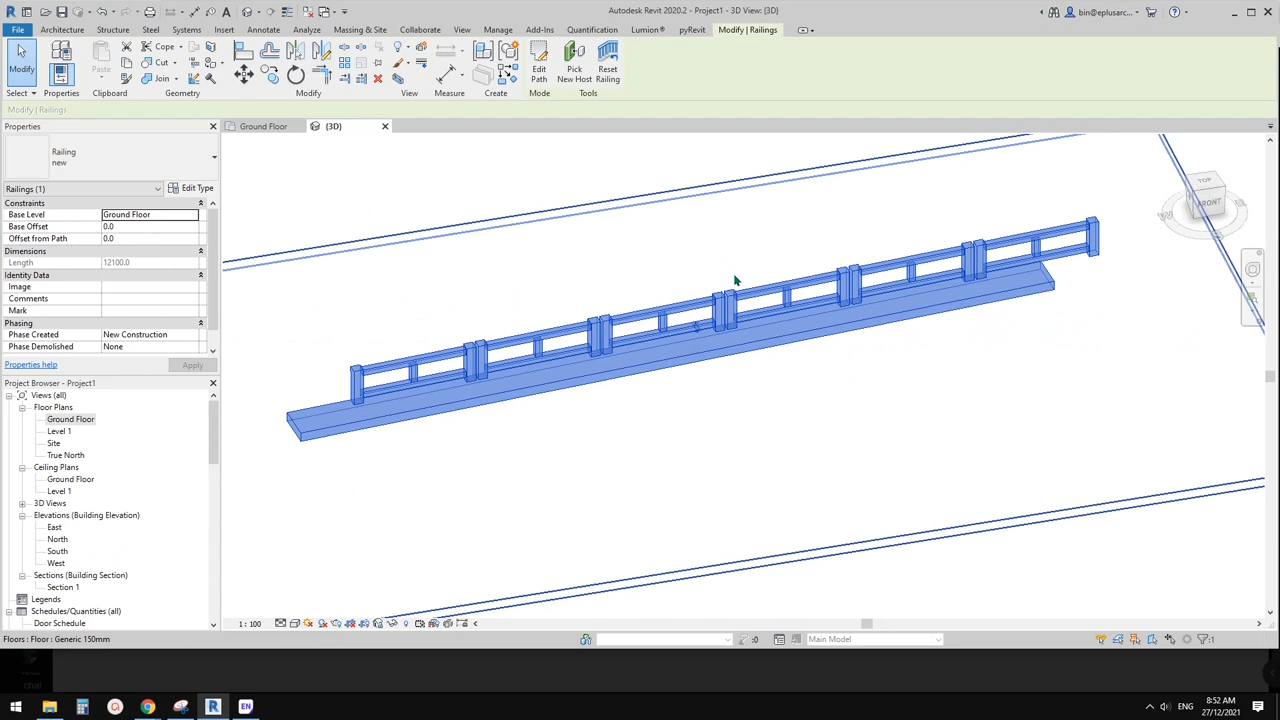 Autodesk Revit 2020.2 - Project1 - 3D View: {3D}
bin@eplusarc...
File Architecture Structure Steel Systems Insert Annotate Analyze Massing & Site Collaborate View Manage Add-Ins Quantification Lumion® pyRevit Modify | Railings
Modify
Properties
Paste
Cope
Cut
Join
Edit
Path
Pick
New Host
Reset
Railing
Select Properties Clipboard Geometry Modify View Measure Create Mode Tools
Modify | Railings
Properties
Ground Floor
{3D}
Railing
new
Railings (1)
Edit Type
Constraints
Base Level Ground Floor
Base Offset 0.0
Offset from Path 0.0
Dimensions
Length 12100.0
Identity Data
Image
Comments
Mark
Phasing
Phase Created New Construction
Phase Demolished None
Properties help
Apply
Project Browser - Project1
Views (all)
Floor Plans
Ground Floor
Level 1
Site
True North
Ceiling Plans
Ground Floor
Level 1
3D Views
Elevations (Building Elevation)
East
North
South
West
Sections (Building Section)
Section 1
Legends
Schedules/Quantities (all)
Door Schedule
TOP
FRONT
W
1 : 100
Floors : Floor : Generic 150mm
:0
Main Model
:1
ENG
8:52 AM
27/12/2021
EN